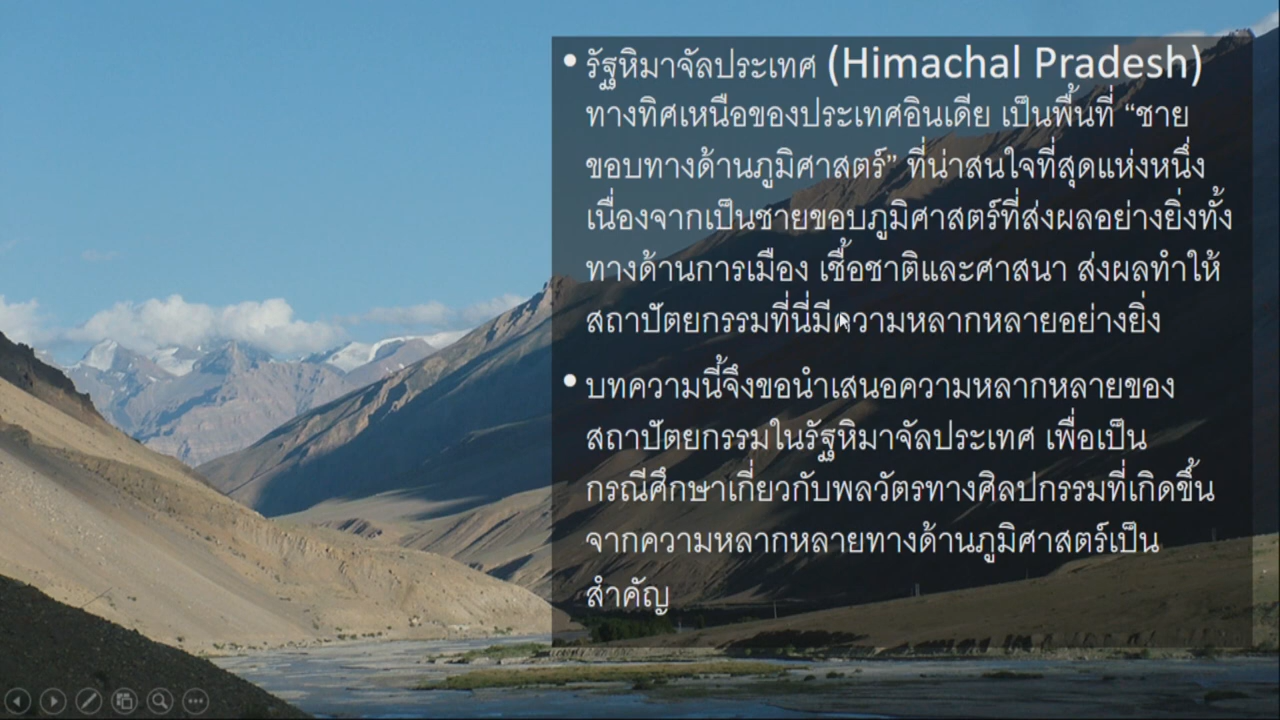 • รัฐหิมาจัลประเทศ (Himachal Pradesh)
ทางทิศเหนือของประเทศอินเดีย เป็นพื้นที่ “ชาย
ขอบทางด้านภูมิศาสตร์” ที่น่าสนใจที่สุดแห่งหนึ่ง
เนื่องจากเป็นชายขอบภูมิศาสตร์ที่ส่งผลอย่างยิ่งทั้ง
ทางด้านการเมือง เชื้อชาติและศาสนา ส่งผลทำให้
สถาปัตยกรรมที่นี่มีความหลากหลายอย่างยิ่ง
• บทความนี้จึงขอนำเสนอความหลากหลายของ
สถาปัตยกรรมในรัฐหิมาจัลประเทศ เพื่อเป็น
กรณีศึกษาเกี่ยวกับพลวัตรทางศิลปกรรมที่เกิดขึ้น
จากความหลากหลายทางด้านภูมิศาสตร์เป็น
สำคัญ